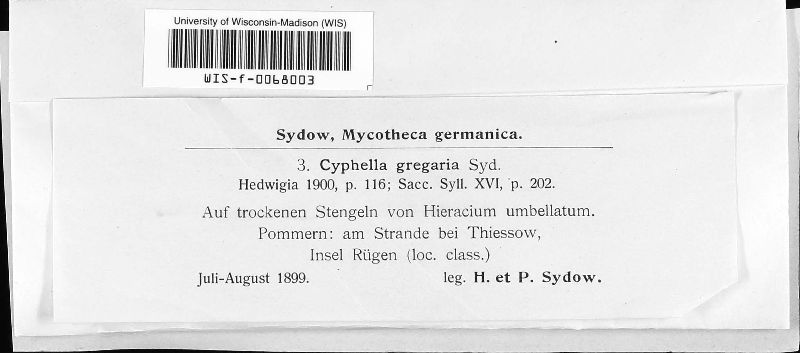 University of Wisconsin-Madison (WIS)
WIS-f-0068003
Sydow, Mycotheca germanica.
3. Cyphella gregaria Syd.
Hedwigia 1900, p. 116; Sacc. Syll. XVI, p. 202.
Auf trockenen Stengeln von Hieracium umbellatum.
Pommern: am Strande bei Thiessow,
Insel Rügen (loc. class.)
Juli-August 1899. leg. H. et P. Sydow.